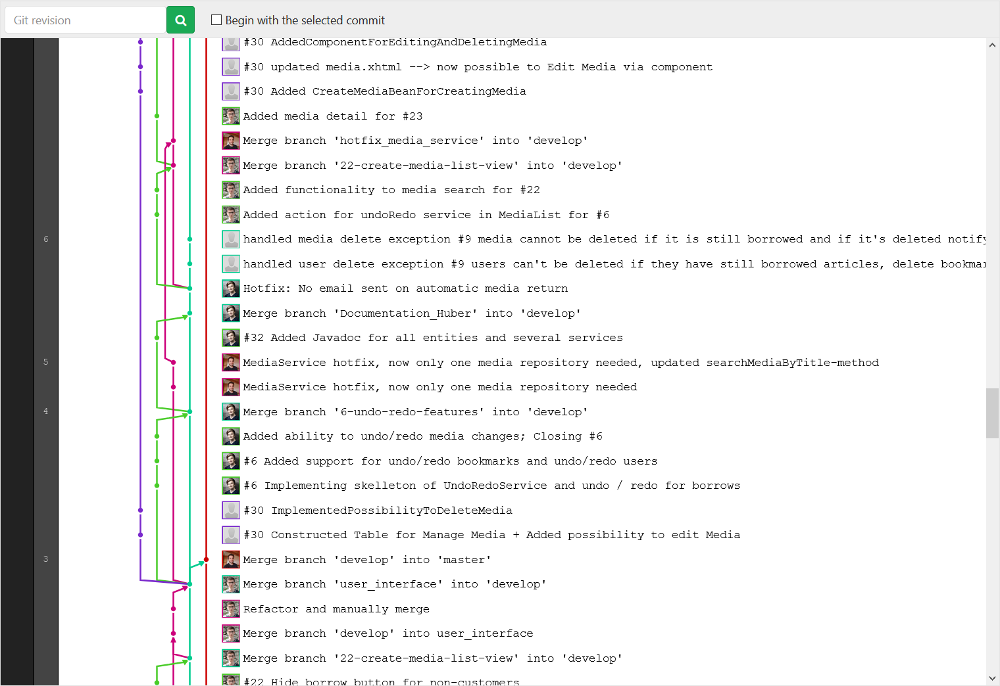 Git revision
Begin with the selected commit
#30 AddedComponentForEditingAndDeletingMedia
#30 updated media.xhtml --> now possible to Edit Media via component
#30 Added CreateMediaBeanForCreatingMedia
Added media detail for #23
Merge branch 'hotfix_media_service' into 'develop'
Merge branch '22-create-media-list-view' into 'develop'
Added functionality to media search for #22
Added action for undoRedo service in MediaList for #6
6 handled media delete exception #9 media cannot be deleted if it is still borrowed and if it's deleted notify
handled user delete exception #9 users can't be deleted if they have still borrowed articles, delete bookmar
Hotfix: No email sent on automatic media return
Merge branch 'Documentation_Huber' into 'develop'
#32 Added Javadoc for all entities and several services
5 MediaService hotfix, now only one media repository needed, updated searchMediaByTitle-method
MediaService hotfix, now only one media repository needed
4 Merge branch '6-undo-redo-features' into 'develop'
Added ability to undo/redo media changes; Closing #6
#6 Added support for undo/redo bookmarks and undo/redo users
#6 Implementing skelleton of UndoRedoService and undo / redo for borrows
#30 ImplementedPossibilityToDeleteMedia
#30 Constructed Table for Manage Media + Added possibility to edit Media
3 Merge branch 'develop' into 'master'
Merge branch 'user_interface' into 'develop'
Refactor and manually merge
Merge branch 'develop' into user_interface
Merge branch '22-create-media-list-view' into 'develop'
#22 Hide borrow button for non-customers